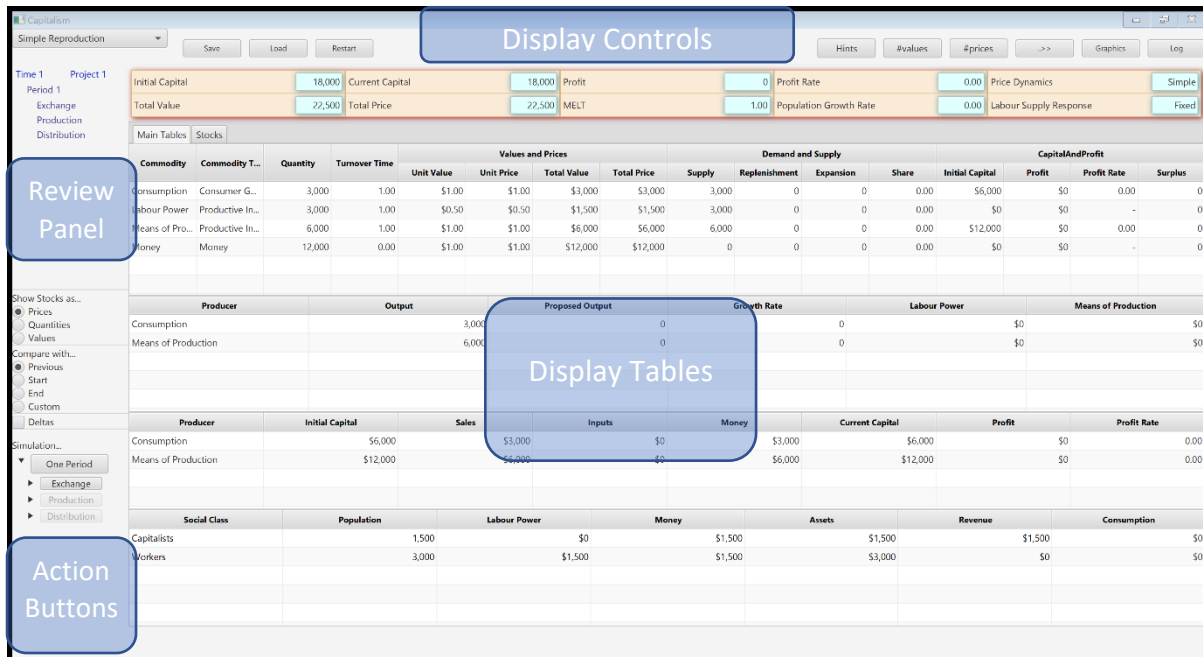 Capitalism
Simple Reproduction Save Load Restart Display Controls Hints #values #prices ..>> Graphics Log
Time 1 Project 1
Period 1
Exchange
Production
Distribution
Initial Capital 18,000 Current Capital 18,000 Profit 0 Profit Rate 0.00 Price Dynamics Simple
Total Value 22,500 Total Price 22,500 MELT 1.00 Population Growth Rate 0.00 Labour Supply Response Fixed
Main Tables Stocks
Values and Prices Demand and Supply CapitalAndProfit
Commodity Commodity T... Quantity Turnover Time Unit Value Unit Price Total Value Total Price Supply Replenishment Expansion Share Initial Capital Profit Profit Rate Surplus
Consumption Consumer G... 3,000 1.00 $1.00 $1.00 $3,000 $3,000 3,000 0 0 0.00 $6,000 $0 0.00 0
Labour Power Productive In... 3,000 1.00 $0.50 $0.50 $1,500 $1,500 3,000 0 0 0.00 $0 $0 - 0
Means of Pro... Productive In... 6,000 1.00 $1.00 $1.00 $6,000 $6,000 6,000 0 0 0.00 $12,000 $0 0.00 0
Money Money 12,000 0.00 $1.00 $1.00 $12,000 $12,000 0 0 0 0.00 $0 $0 - 0
Review
Panel
Show Stocks as...
Prices
Quantities
Values
Compare with...
Previous
Start
End
Custom
Deltas
Simulation...
One Period
Exchange
Production
Distribution
Action
Buttons
Producer Output Proposed Output Growth Rate Labour Power Means of Production
Consumption 3,000 0 0 $0 $0
Means of Production 6,000 0 0 $0 $0
Display Tables
Producer Initial Capital Sales Inputs Money Current Capital Profit Profit Rate
Consumption $6,000 $3,000 $0 $3,000 $6,000 $0 0.00
Means of Production $12,000 $6,000 $0 $6,000 $12,000 $0 0.00
Social Class Population Labour Power Money Assets Revenue Consumption
Capitalists 1,500 $0 $1,500 $1,500 $1,500 $0
Workers 3,000 $1,500 $1,500 $3,000 $0 $0